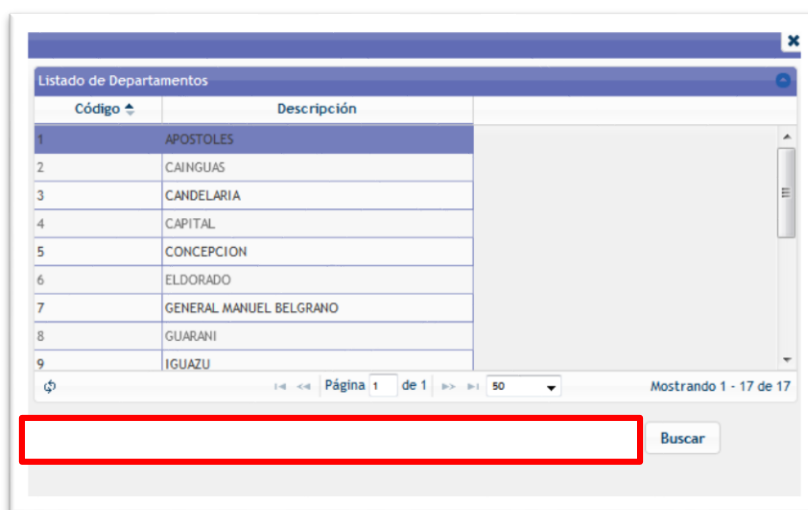 Listado de Departamentos
Código Descripción
1 APOSTOLES
2 CAINGUAS
3 CANDELARIA
4 CAPITAL
5 CONCEPCION
6 ELDORADO
7 GENERAL MANUEL BELGRANO
8 GUARANI
9 IGUAZU
Página 1 de 1 50 Mostrando 1 - 17 de 17
Buscar